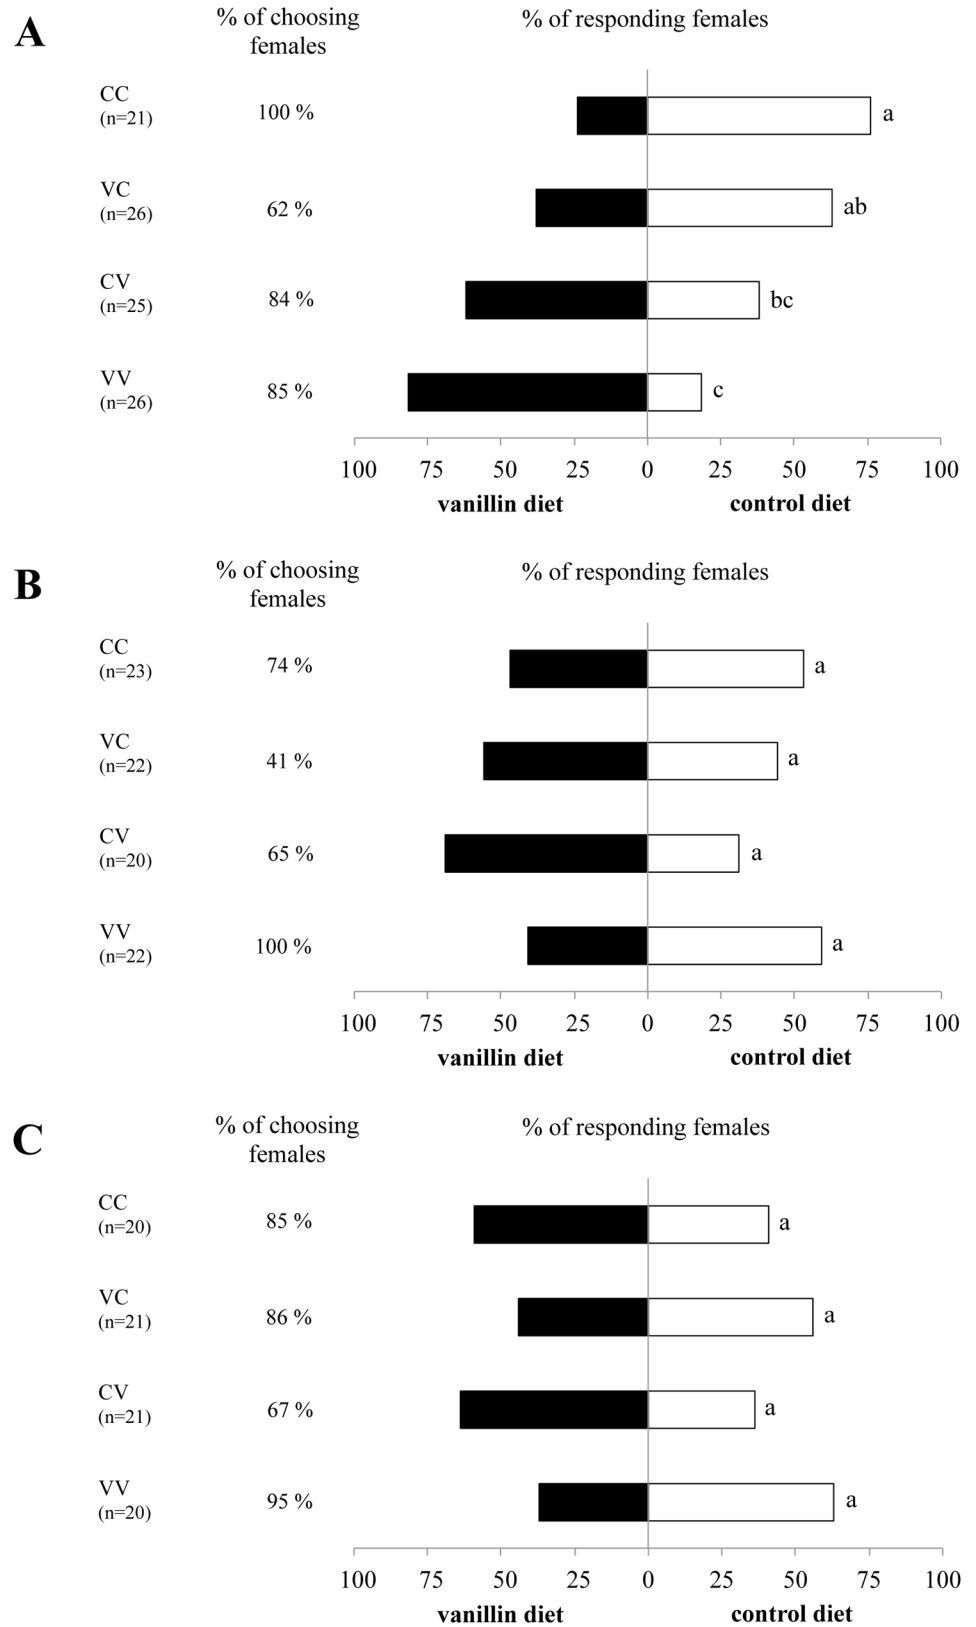 A
% of choosing
females
% of responding females
CC
(n=21)
100 %
a
VC
(n=26)
62 %
ab
CV
(n=25)
84 %
bc
VV
(n=26)
85 %
c
100 75 50 25 0 25 50 75 100
vanillin diet control diet
B
% of choosing
females
% of responding females
CC
(n=23)
74 %
a
VC
(n=22)
41 %
a
CV
(n=20)
65 %
a
VV
(n=22)
100 %
a
100 75 50 25 0 25 50 75 100
vanillin diet control diet
C
% of choosing
females
% of responding females
CC
(n=20)
85 %
a
VC
(n=21)
86 %
a
CV
(n=21)
67 %
a
VV
(n=20)
95 %
a
100 75 50 25 0 25 50 75 100
vanillin diet control diet